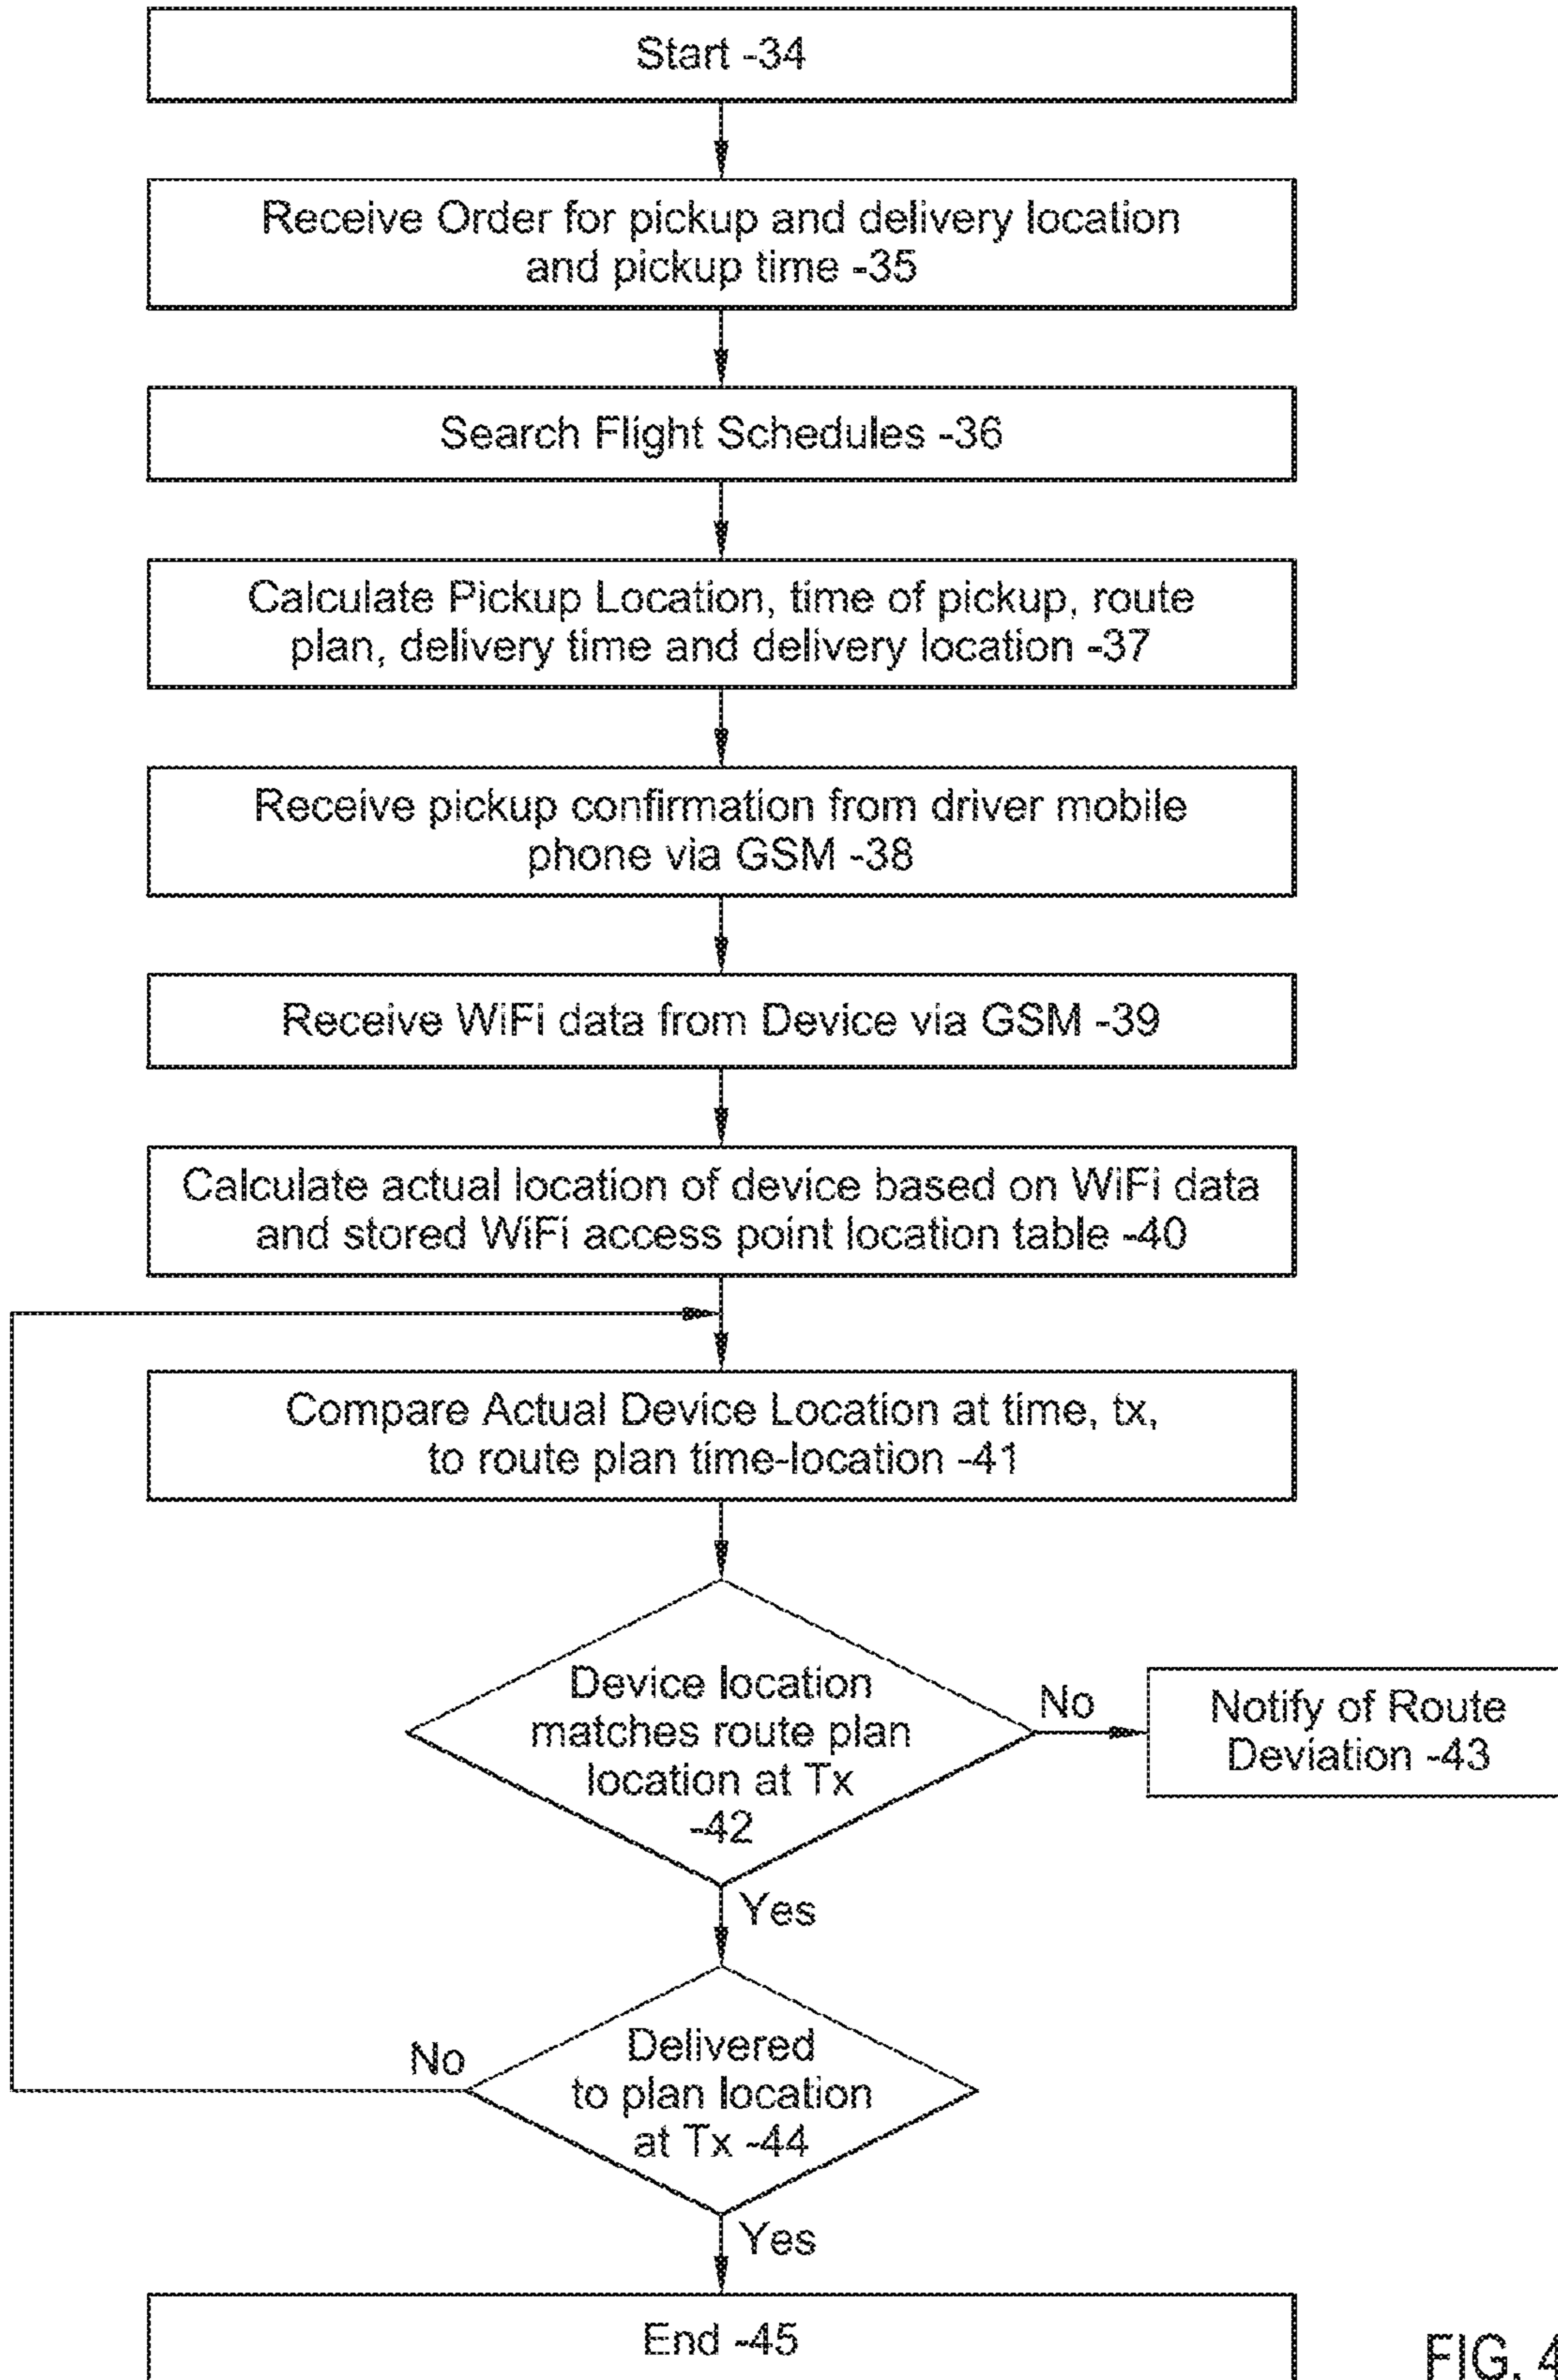 Start -34
Receive Order for pickup and delivery location
and pickup time -35
Search Flight Schedules -36
Calculate Pickup Location, time of pickup, route
plan, delivery time and delivery location -37
Receive pickup confirmation from driver mobile
phone via GSM -38
Receive WiFi data from Device via GSM -39
Calculate actual location of device based on WiFi data
and stored WiFi access point location table -40
Compare Actual Device Location at time, tx,
to route plan time-location -41
Device location
matches route plan
location at Tx
-42
No
Notify of Route
Deviation -43
Yes
No
Delivered
to plan location
at Tx -44
Yes
End -45
FIG. 4